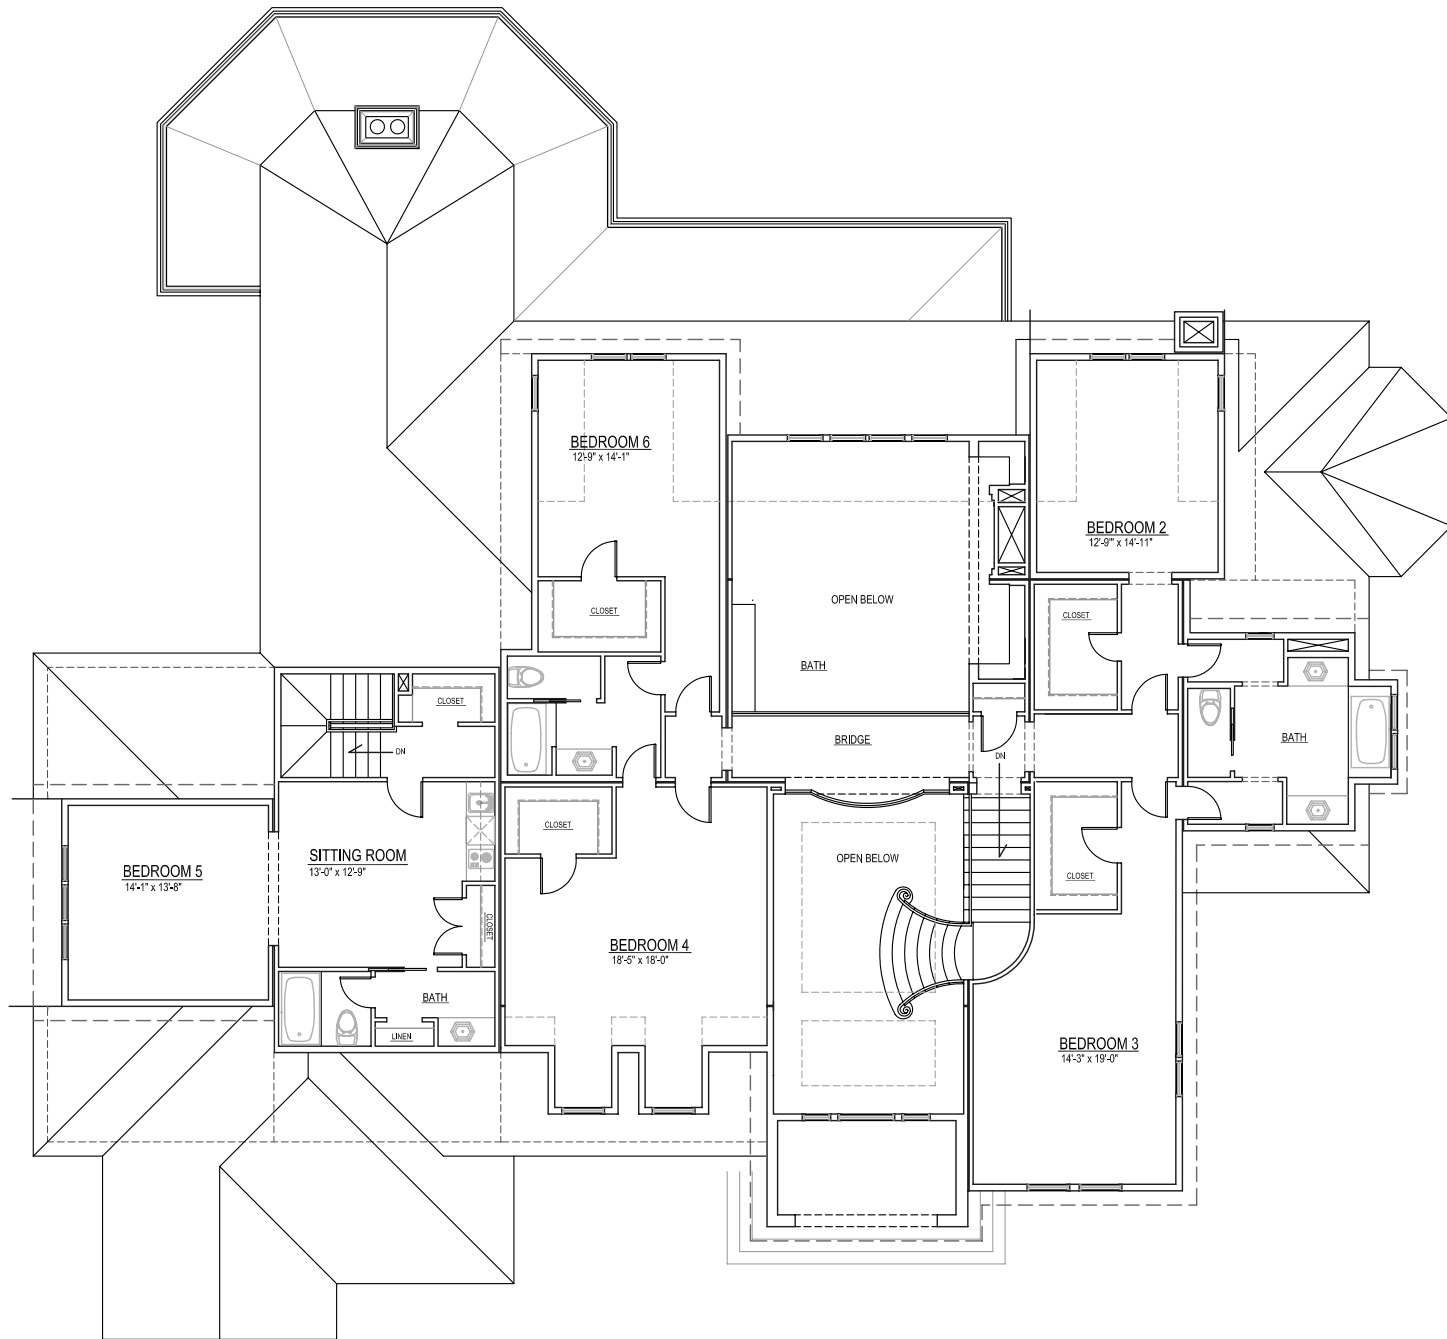 BEDROOM 6
12'-9" x 14'-1"
BEDROOM 2
12'-9"' x 14'-11"
CLOSET
OPEN BELOW
CLOSET
BATH
CLOSET
BRIDGE
BATH
DN
DN
CLOSET
SITTING ROOM
13'-0" x 12'-9"
OPEN BELOW
BEDROOM 5
14'-1" x 13'-8"
CLOSET
CLOSET
BEDROOM 4
18'-5" x 18'-0"
BATH
LINEN
BEDROOM 3
14'-3" x 19'-0"